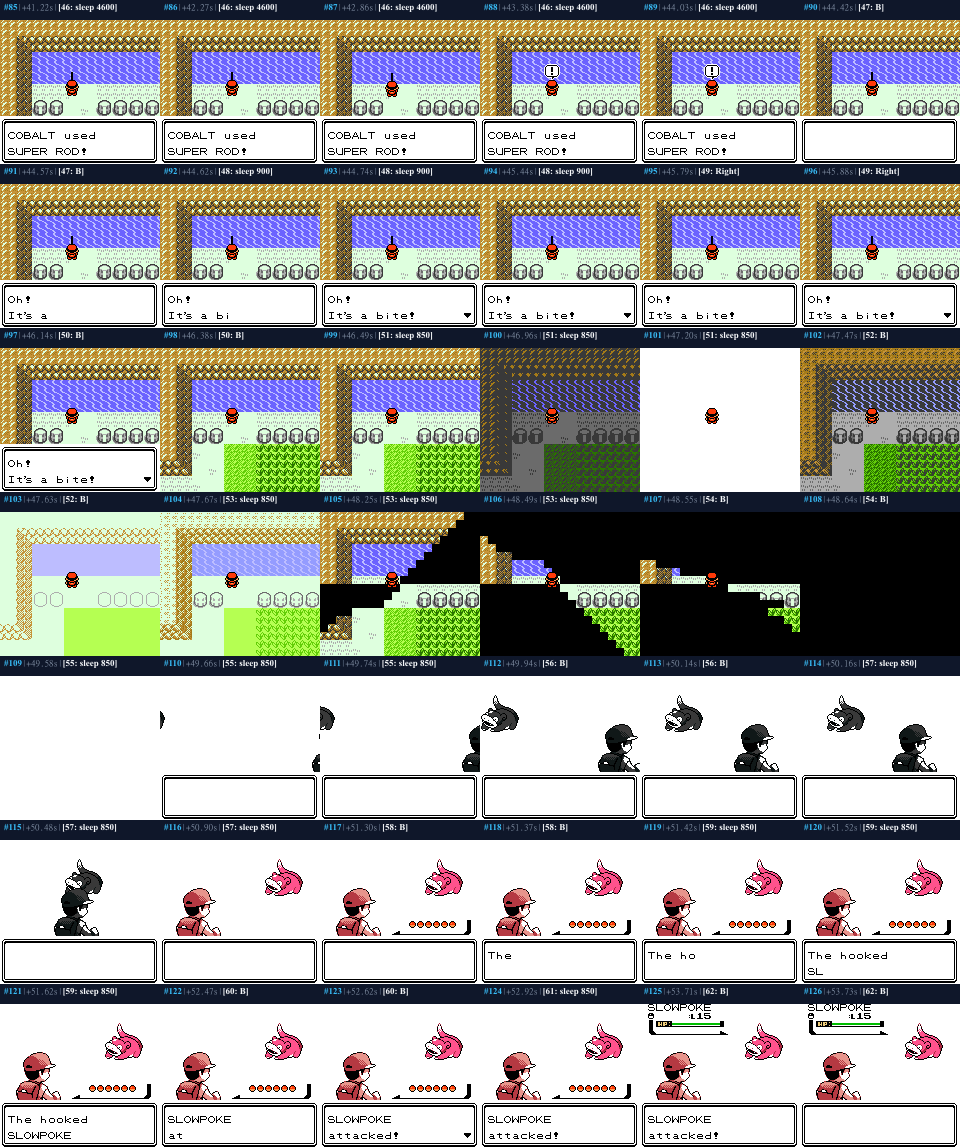 #85|+41.22s| [46: sleep 4600]
#86|+42.27s| [46: sleep 4600]
#87|+42.86s| [46: sleep 4600]
#88|+43.38s| [46: sleep 4600]
#89|+44.03s| [46: sleep 4600]
#90|+44.42s| [47: B]
COBALT used
SUPER ROD!
COBALT used
SUPER ROD!
COBALT used
SUPER ROD!
!
COBALT used
SUPER ROD!
!
COBALT used
SUPER ROD!
#91|+44.57s| [47: B]
#92|+44.62s| [48: sleep 900]
#93|+44.74s| [48: sleep 900]
#94|+45.44s| [48: sleep 900]
#95|+45.79s| [49: Right]
#96|+45.88s| [49: Right]
Oh!
It's a
Oh!
It's a bi
Oh!
It's a bite!
Oh!
It's a bite!
Oh!
It's a bite!
Oh!
It's a bite!
#97|+46.14s| [50: B]
#98|+46.38s| [50: B]
#99|+46.49s| [51: sleep 850]
#100|+46.96s| [51: sleep 850]
#101|+47.20s| [51: sleep 850]
#102|+47.47s| [52: B]
Oh!
It's a bite!
#103|+47.63s| [52: B]
#104|+47.67s| [53: sleep 850]
#105|+48.25s| [53: sleep 850]
#106|+48.49s| [53: sleep 850]
#107|+48.55s| [54: B]
#108|+48.64s| [54: B]
#109|+49.58s| [55: sleep 850]
#110|+49.66s| [55: sleep 850]
#111|+49.74s| [55: sleep 850]
#112|+49.94s| [56: B]
#113|+50.14s| [56: B]
#114|+50.16s| [57: sleep 850]
#115|+50.48s| [57: sleep 850]
#116|+50.90s| [57: sleep 850]
#117|+51.30s| [58: B]
#118|+51.37s| [58: B]
#119|+51.42s| [59: sleep 850]
#120|+51.52s| [59: sleep 850]
The
The ho
The hooked
SL
#121|+51.62s| [59: sleep 850]
#122|+52.47s| [60: B]
#123|+52.62s| [60: B]
#124|+52.92s| [61: sleep 850]
#125|+53.71s| [62: B]
#126|+53.73s| [62: B]
The hooked
SLOWPOKE
SLOWPOKE
at
SLOWPOKE
attacked!
SLOWPOKE
attacked!
SLOWPOKE
:L15
HP:
SLOWPOKE
attacked!
SLOWPOKE
:L15
HP: